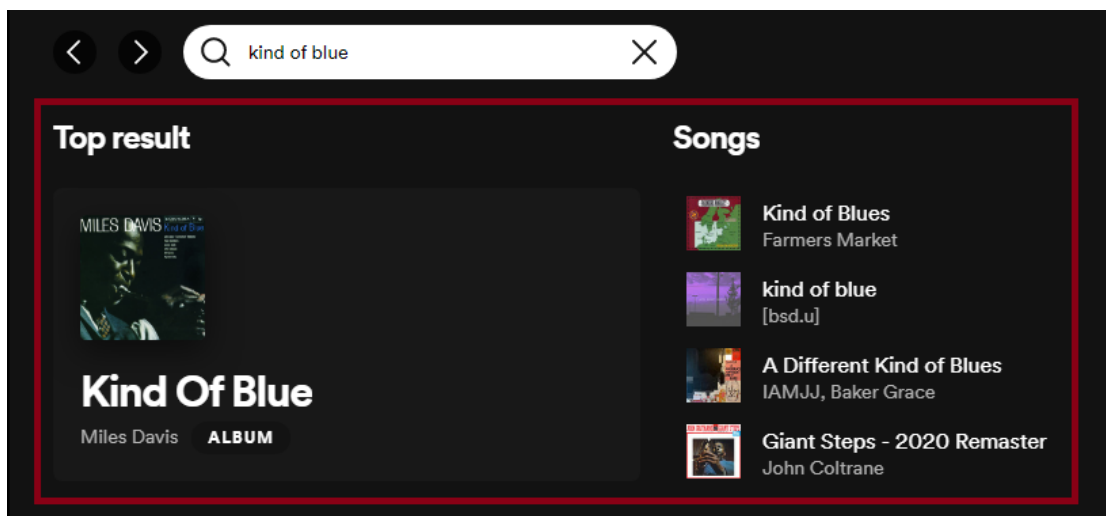 kind of blue
Top result
MILES DAVIS Kind of Blue
Kind Of Blue
Miles Davis ALBUM
Songs
Kind of Blues
Farmers Market
kind of blue
[bsd.u]
A Different Kind of Blues
IAMJJ, Baker Grace
Giant Steps - 2020 Remaster
John Coltrane